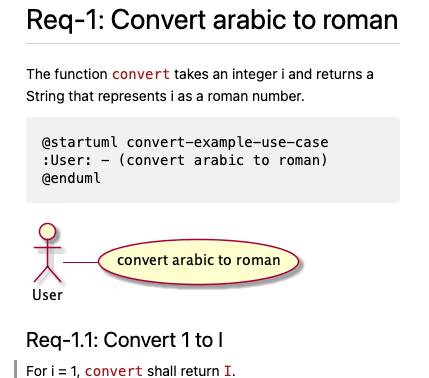 Req-1: Convert arabic to roman
The function convert takes an integer i and returns a
String that represents i as a roman number.
@startuml convert-example-use-case
:User: - (convert arabic to roman)
@enduml
convert arabic to roman
User
Req-1.1: Convert 1 to I
For i = 1, convert shall return I.